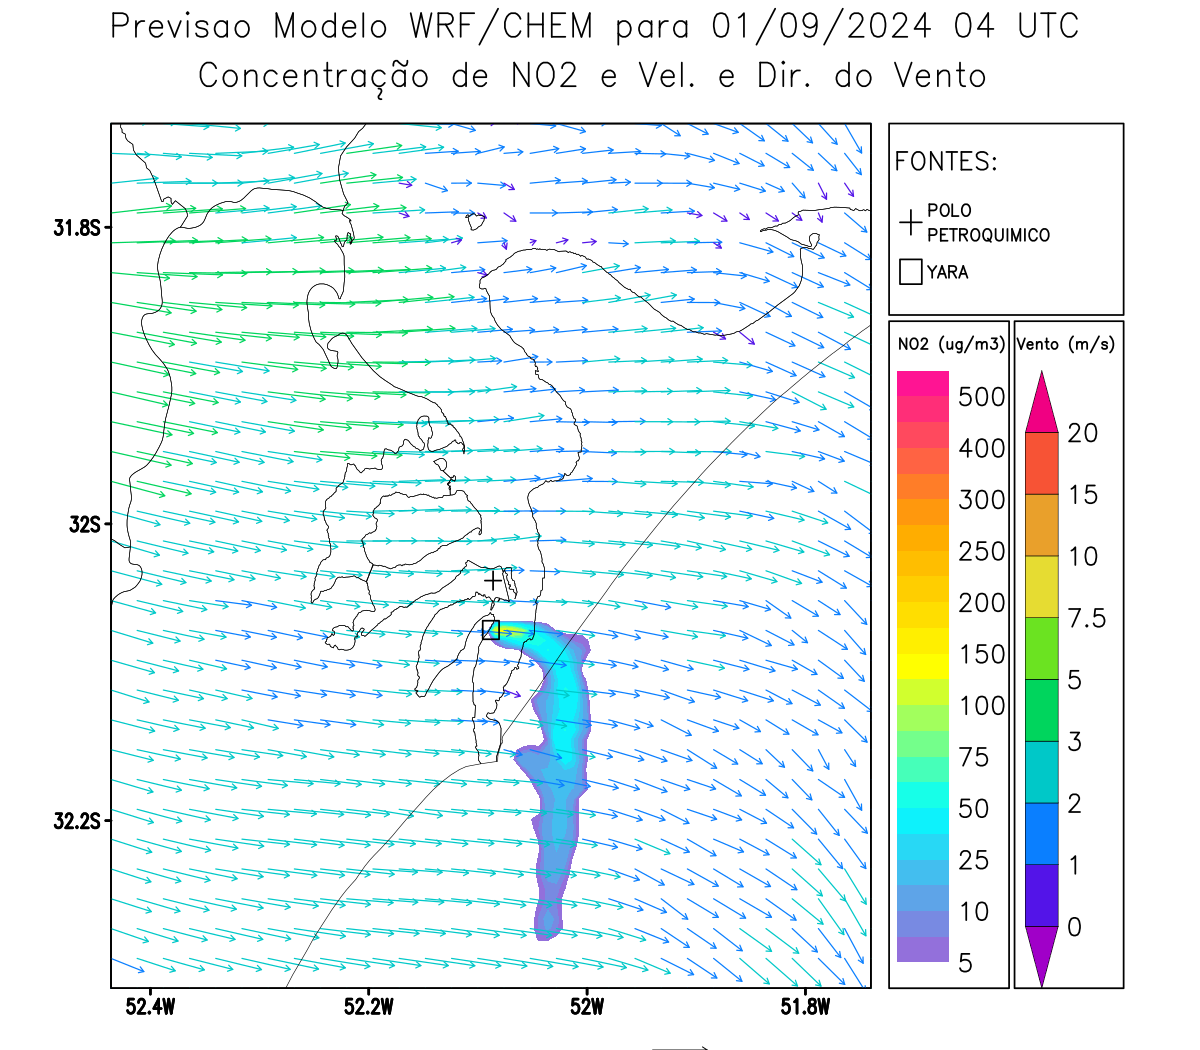 Previsao Modelo WRF/CHEM para 01/09/2024 04 UTC
Concentração de NO2 e Vel. e Dir. do Vento
FONTES:
POLO
PETROQUIMICO
YARA
NO2 (ug/m3)
500
400
300
250
200
150
100
75
50
25
10
5
Vento (m/s)
20
15
10
7.5
5
3
2
1
0
31.8S
32S
32.2S
52.4W
52.2W
52W
51.8W